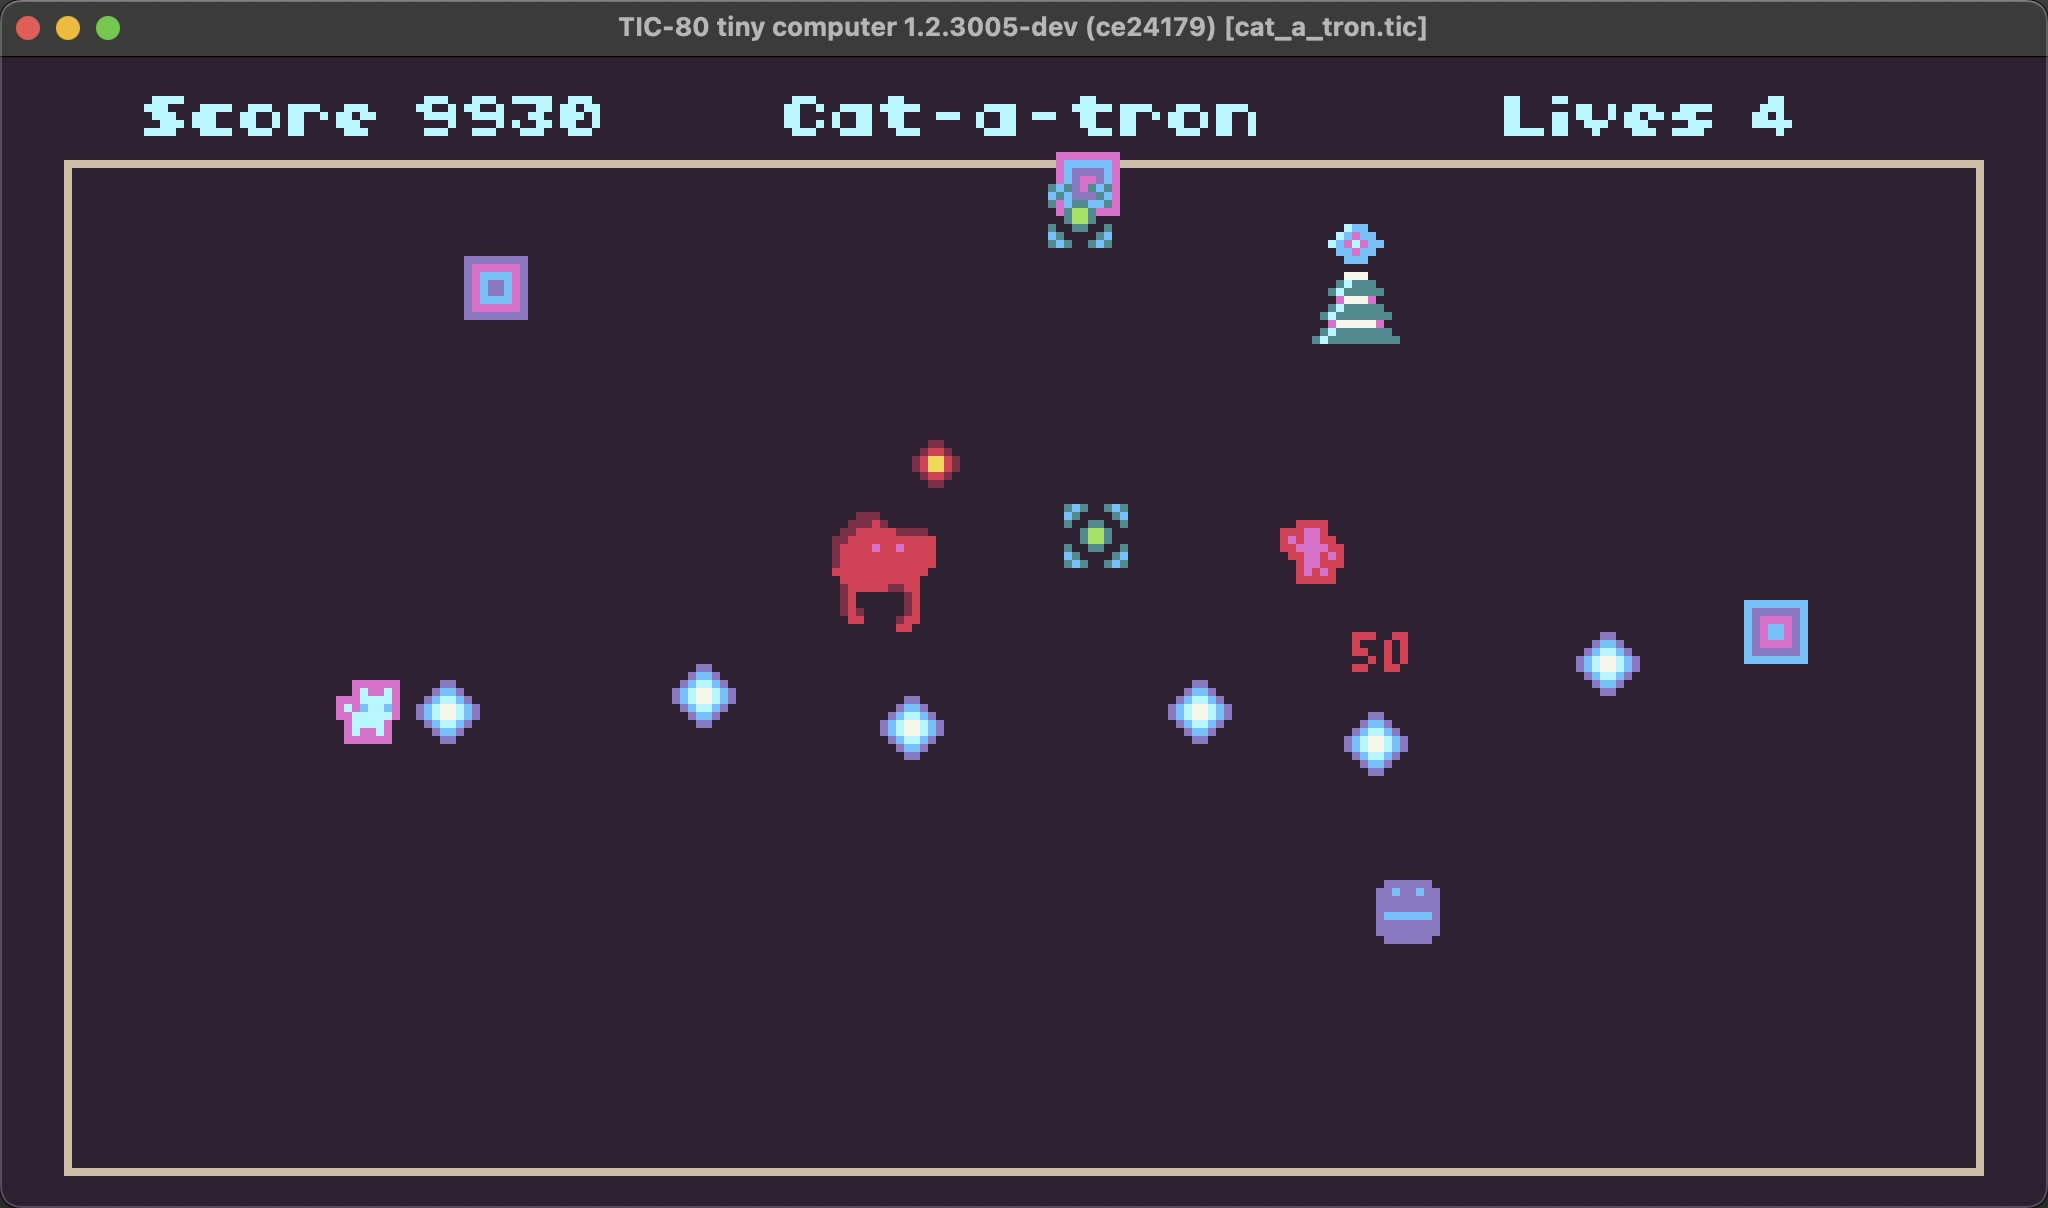 TIC-80 tiny computer 1.2.3005-dev (ce24179) [cat_a_tron.tic]
Score 9930 Cat-a-tron Lives 4
50